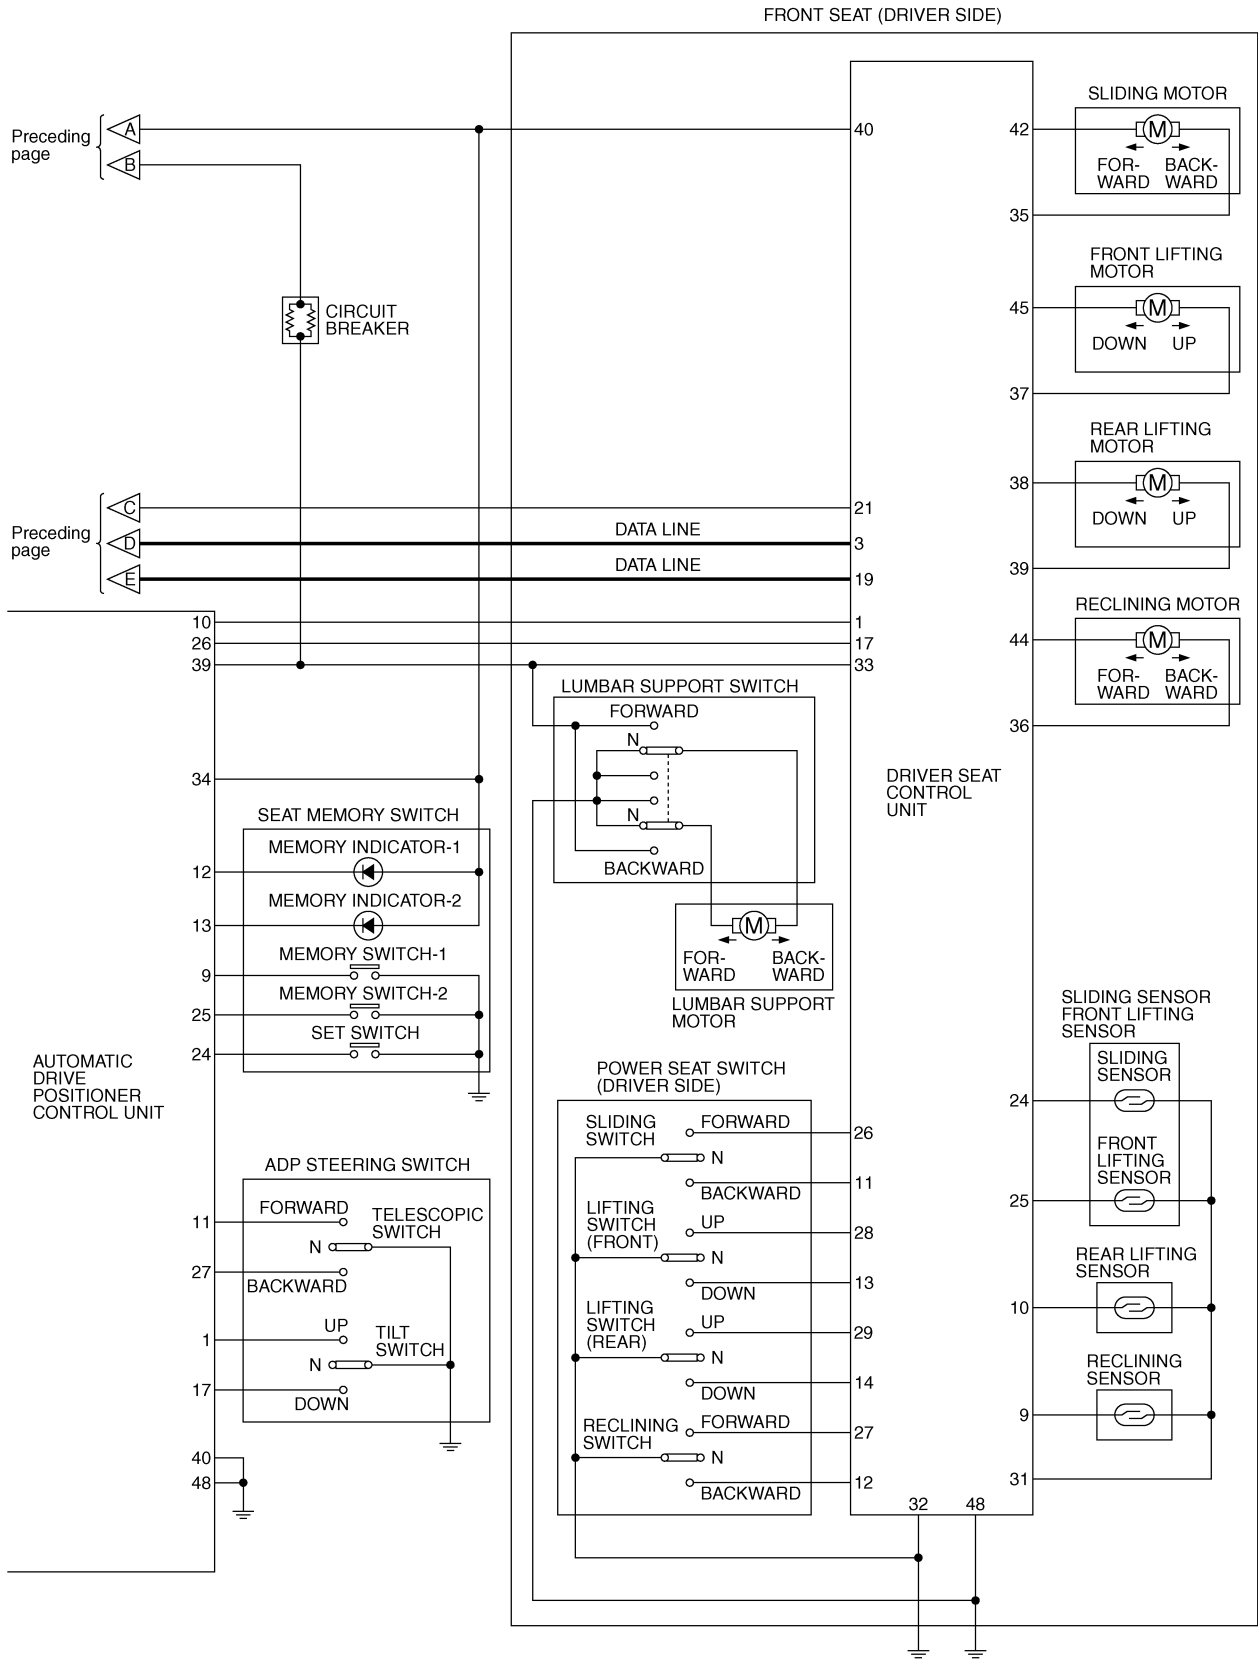 FRONT SEAT (DRIVER SIDE)
Preceding
page
A
B
40
CIRCUIT
BREAKER
Preceding
page
C
D
E
DATA LINE
DATA LINE
21
3
19
10
26
39
1
17
33
34
SEAT MEMORY SWITCH
MEMORY INDICATOR-1
12
MEMORY INDICATOR-2
13
MEMORY SWITCH-1
9
MEMORY SWITCH-2
25
SET SWITCH
24
AUTOMATIC
DRIVE
POSITIONER
CONTROL UNIT
ADP STEERING SWITCH
11
FORWARD
TELESCOPIC
SWITCH
N
27
BACKWARD
1
UP
TILT
SWITCH
N
17
DOWN
40
48
LUMBAR SUPPORT SWITCH
FORWARD
N
N
BACKWARD
M
FOR-
WARD
BACK-
WARD
LUMBAR SUPPORT
MOTOR
POWER SEAT SWITCH
(DRIVER SIDE)
SLIDING
SWITCH
FORWARD
26
N
BACKWARD
11
LIFTING
SWITCH
(FRONT)
UP
28
N
DOWN
13
LIFTING
SWITCH
(REAR)
UP
29
N
DOWN
14
RECLINING
SWITCH
FORWARD
27
N
BACKWARD
12
DRIVER SEAT
CONTROL
UNIT
32
48
SLIDING MOTOR
42
M
FOR-
WARD
BACK-
WARD
35
FRONT LIFTING
MOTOR
45
M
DOWN
UP
37
REAR LIFTING
MOTOR
38
M
DOWN
UP
39
RECLINING MOTOR
44
M
FOR-
WARD
BACK-
WARD
36
SLIDING SENSOR
FRONT LIFTING
SENSOR
SLIDING
SENSOR
24
FRONT
LIFTING
SENSOR
25
REAR LIFTING
SENSOR
10
RECLINING
SENSOR
9
31